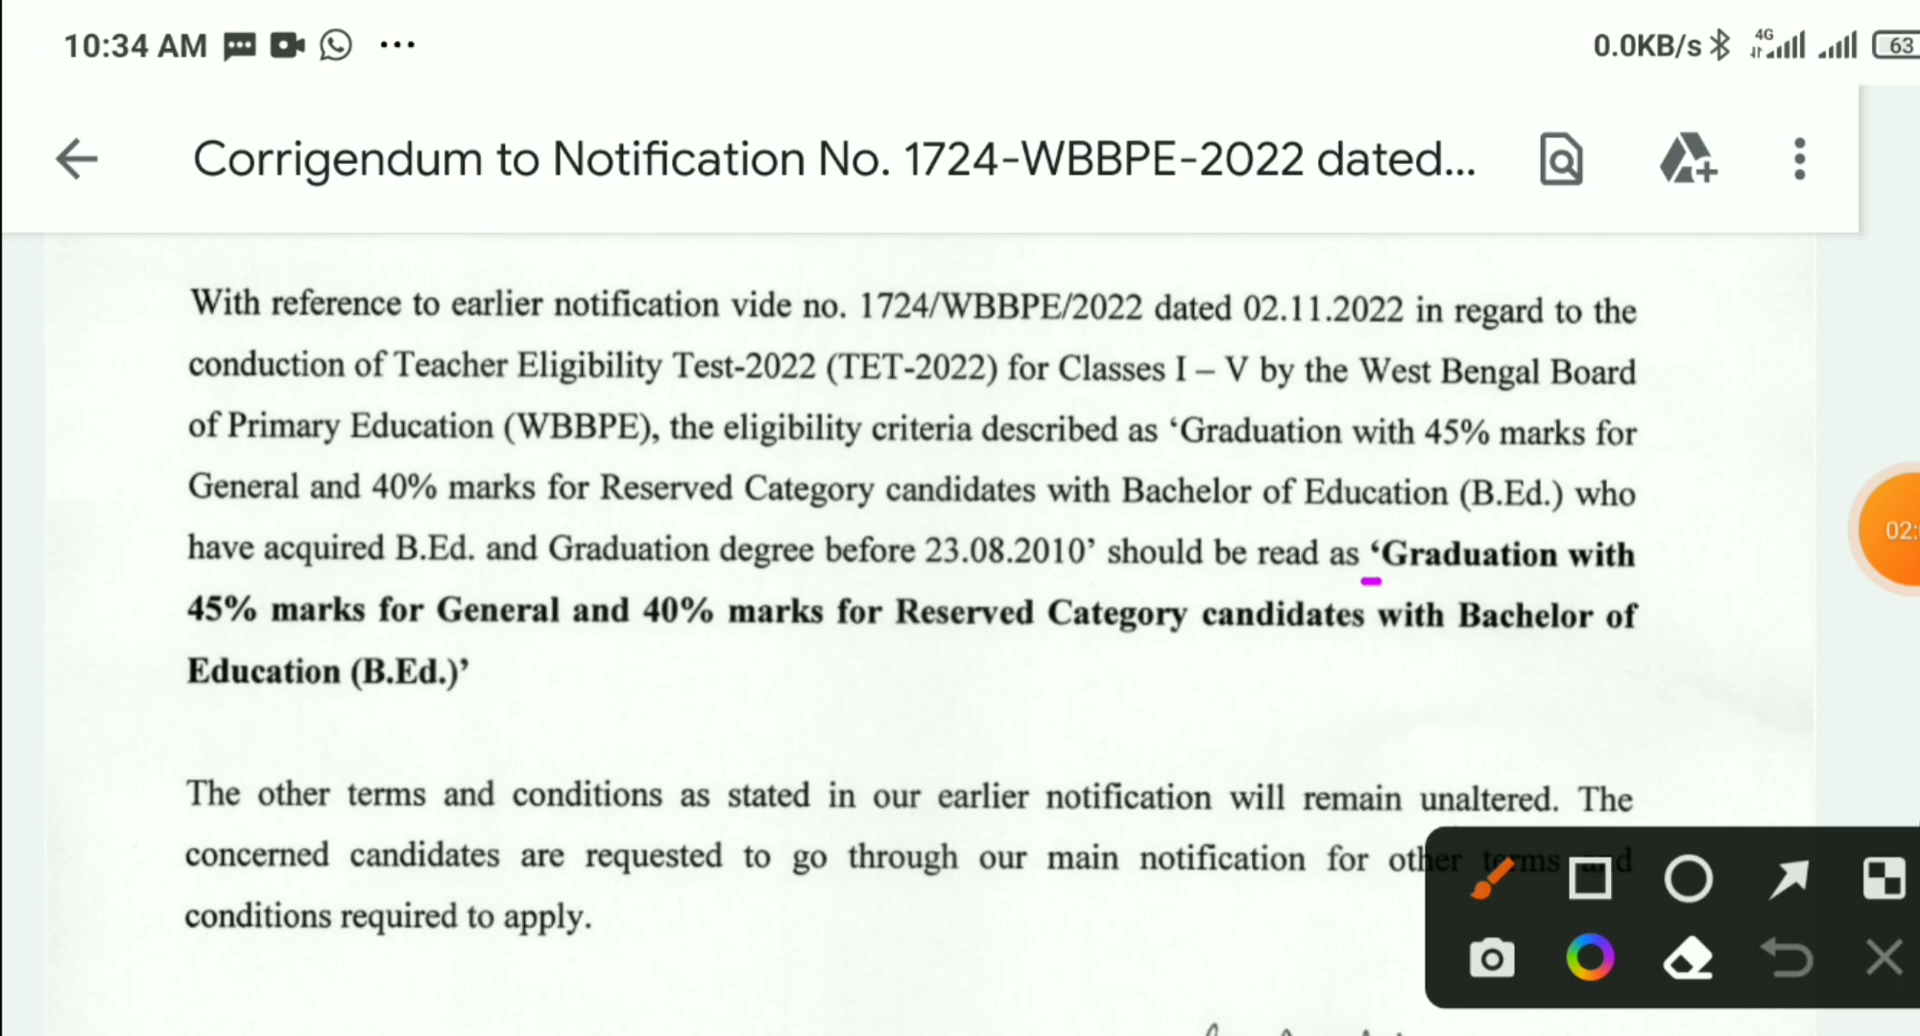 10:34 AM
0.0KB/s 4G 63
Corrigendum to Notification No. 1724-WBBPE-2022 dated...
With reference to earlier notification vide no. 1724/WBBPE/2022 dated 02.11.2022 in regard to the
conduction of Teacher Eligibility Test-2022 (TET-2022) for Classes I – V by the West Bengal Board
of Primary Education (WBBPE), the eligibility criteria described as ‘Graduation with 45% marks for
General and 40% marks for Reserved Category candidates with Bachelor of Education (B.Ed.) who
have acquired B.Ed. and Graduation degree before 23.08.2010’ should be read as ‘Graduation with
45% marks for General and 40% marks for Reserved Category candidates with Bachelor of
Education (B.Ed.)’
The other terms and conditions as stated in our earlier notification will remain unaltered. The
concerned candidates are requested to go through our main notification for other terms and
conditions required to apply.